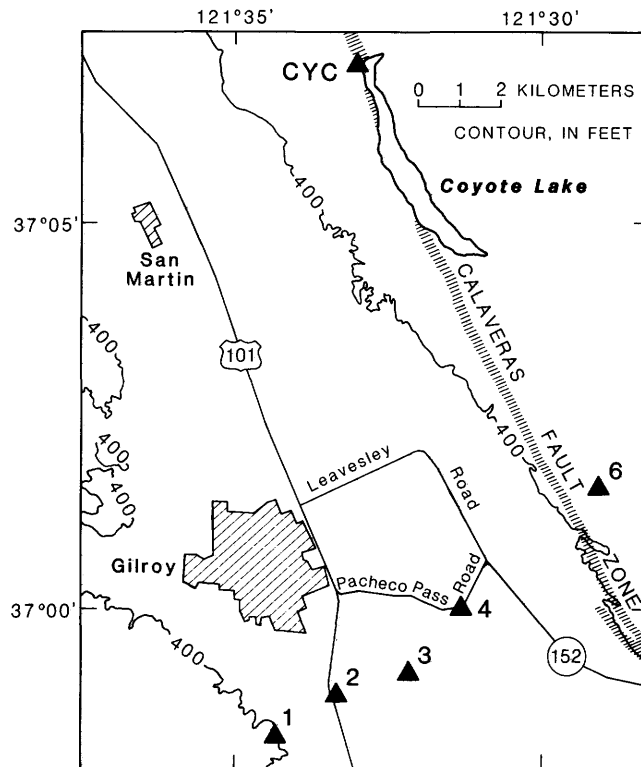 121°35' 121°30'
CYC
0 1 2 KILOMETERS
CONTOUR, IN FEET
400
Coyote Lake
37°05'
San
Martin
CALAVERAS
400
101
400
400
400
FAULT
6
Leavesley
Road
Gilroy
Pacheco Pass
Road
ZONE
37°00'
4
400
3
152
2
1